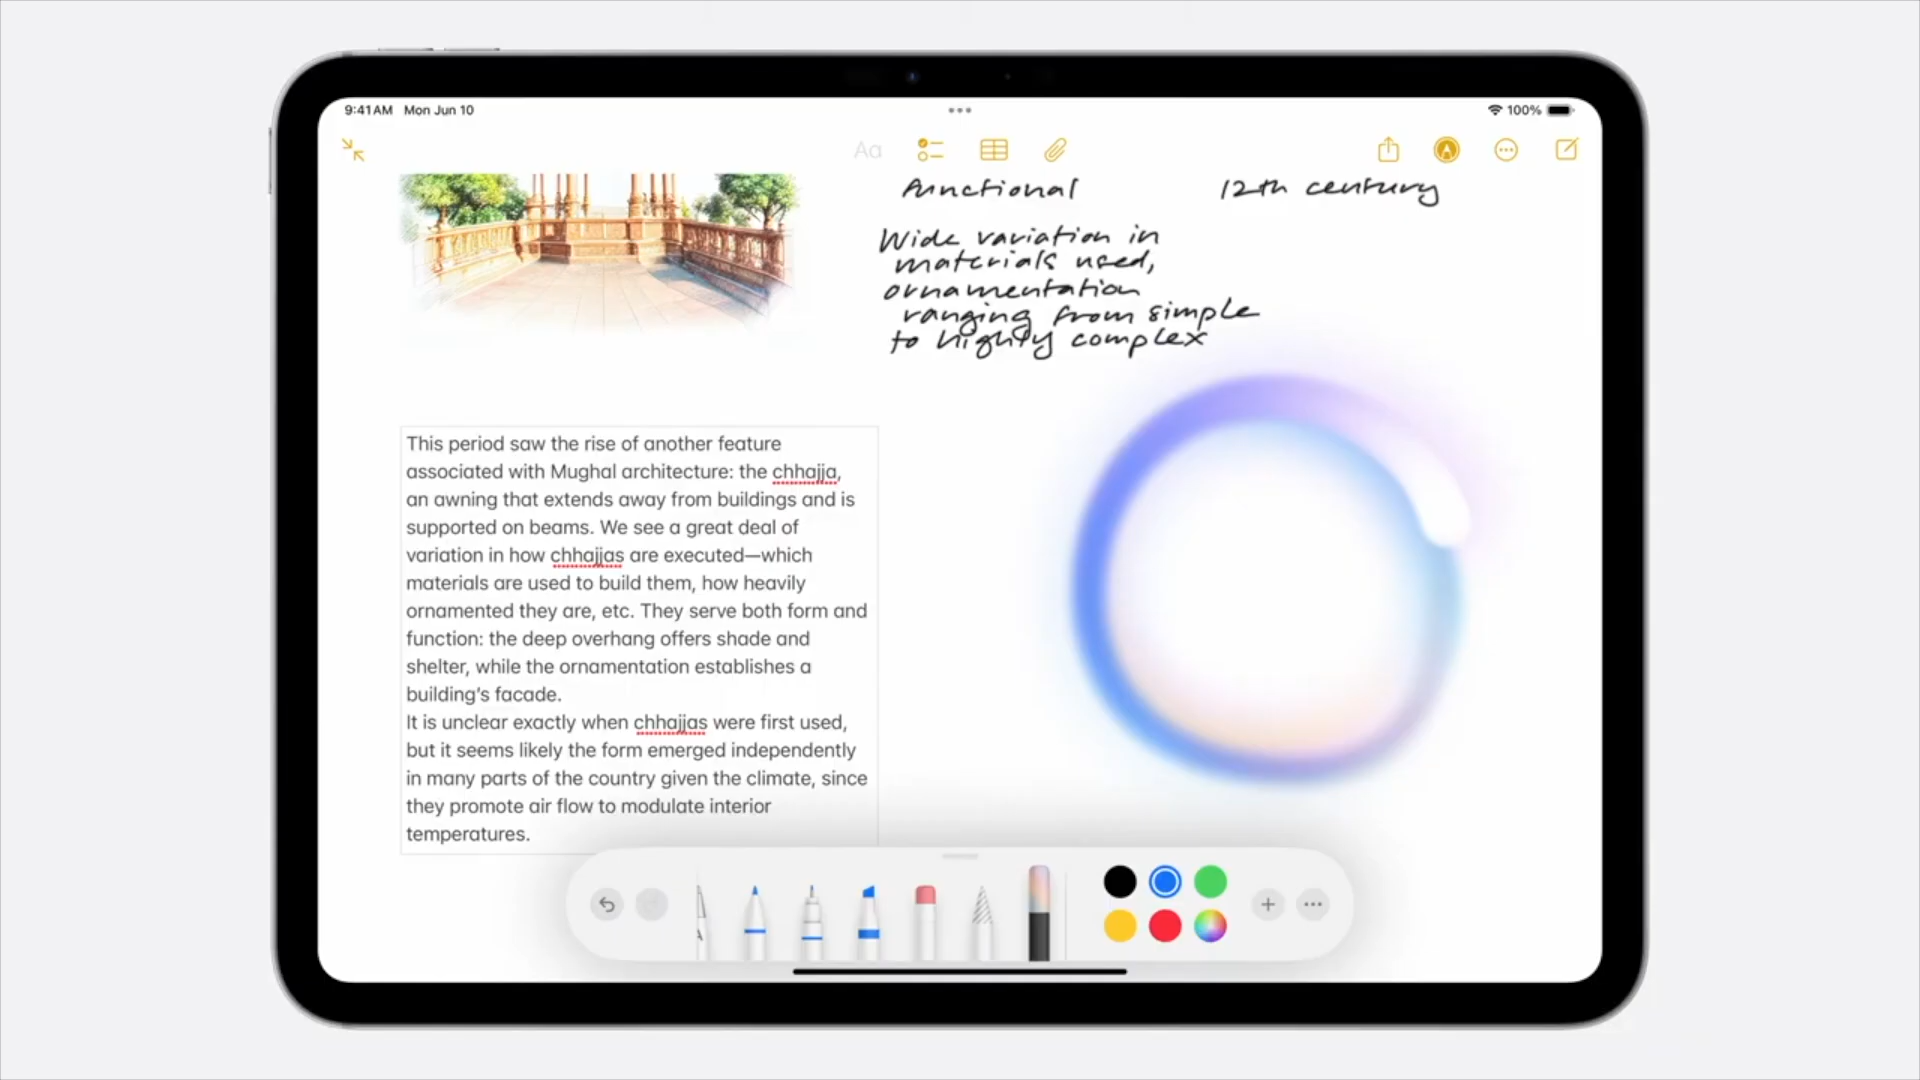 9:41 AM Mon Jun 10
100%
Aa
functional
12th century
Wide variation in
materials used,
ornamentation
ranging from simple
to highly complex
This period saw the rise of another feature
associated with Mughal architecture: the chhajja,
an awning that extends away from buildings and is
supported on beams. We see a great deal of
variation in how chhajjas are executed—which
materials are used to build them, how heavily
ornamented they are, etc. They serve both form and
function: the deep overhang offers shade and
shelter, while the ornamentation establishes a
building's facade.
It is unclear exactly when chhajjas were first used,
but it seems likely the form emerged independently
in many parts of the country given the climate, since
they promote air flow to modulate interior
temperatures.
A